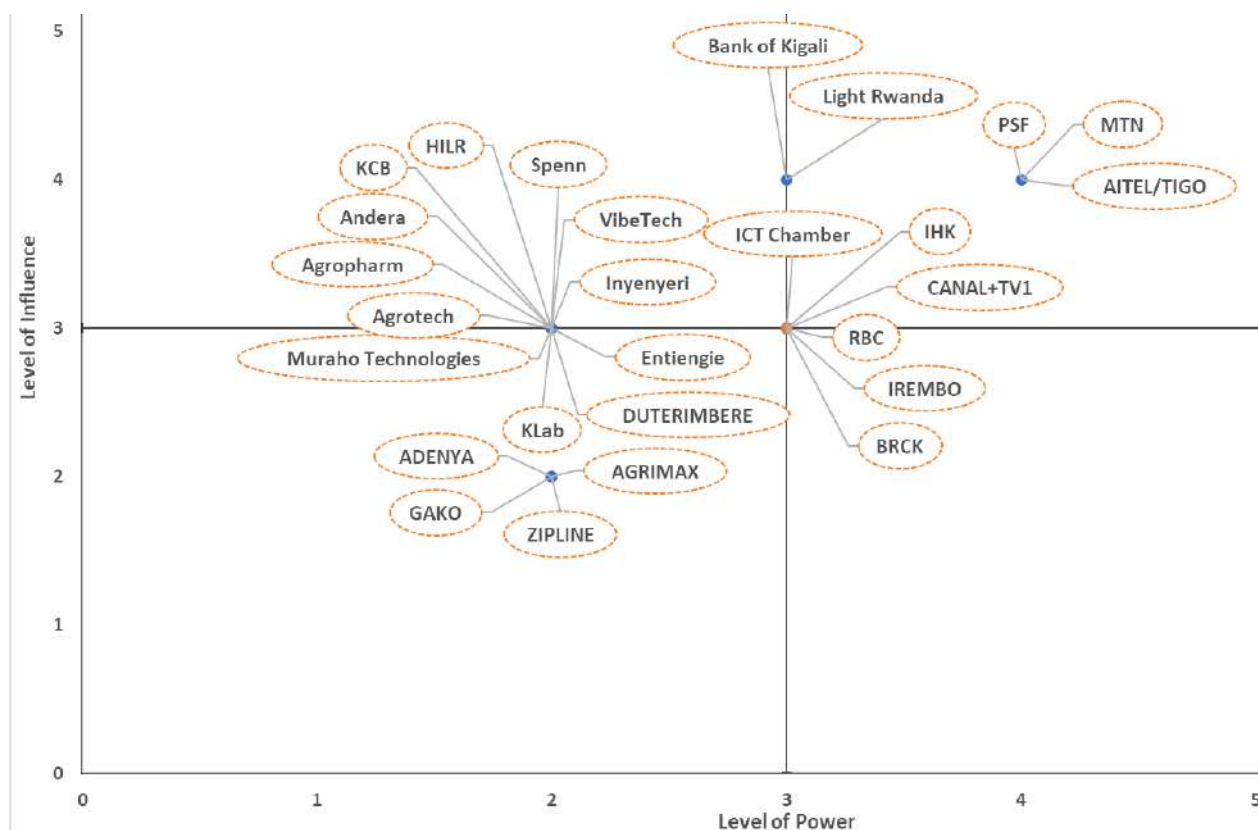 5
Bank of Kigali
Light Rwanda
PSF
MTN
HILR
Spenn
KCB
4
AITEL/TIGO
Andera
VibeTech
ICT Chamber
IHK
Agropharm
Inyenyeri
CANAL+TV1
Level of Influence
Agrotech
3
RBC
Muraho Technologies
Entiengie
IREMBO
KLab
DUTERIMBERE
BRCK
ADENYA
2
AGRIMAX
GAKO
ZIPLINE
1
0
0
1
2
3
4
5
Level of Power